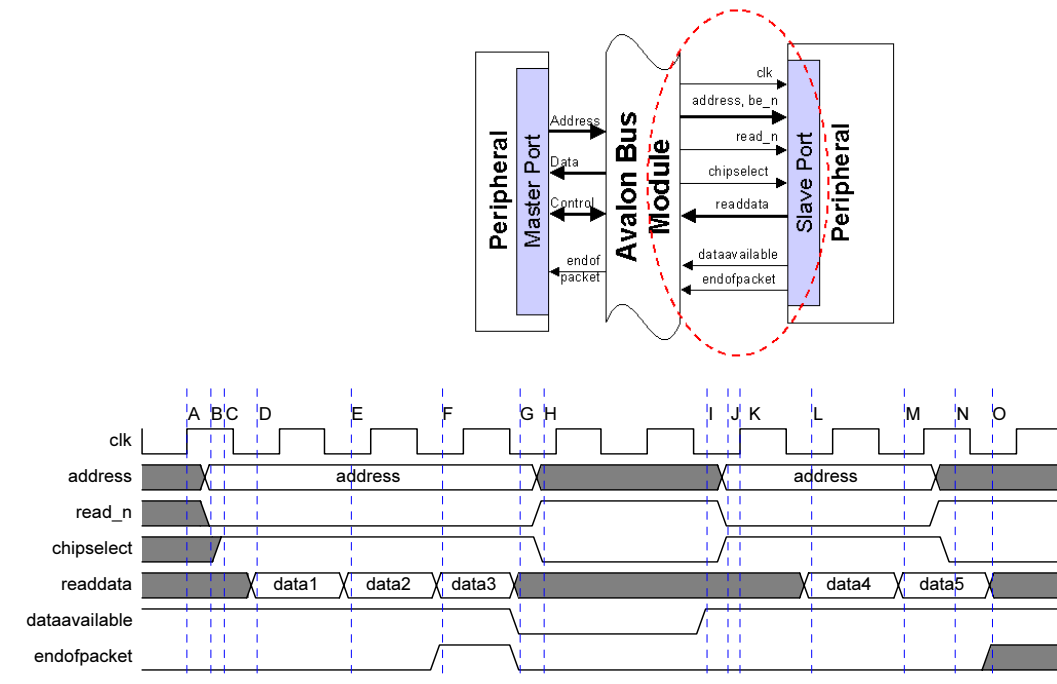 Peripheral
Master Port
Address
Data
Control
endof
packet
Avalon Bus
Module
clk
address, be_n
read_n
chipselect
readdata
dataavailable
endofpacket
Slave Port
Peripheral
A B C D E F G H I J K L M N O
clk
address address address
read_n
chipselect
readdata data1 data2 data3 data4 data5
dataavailable
endofpacket